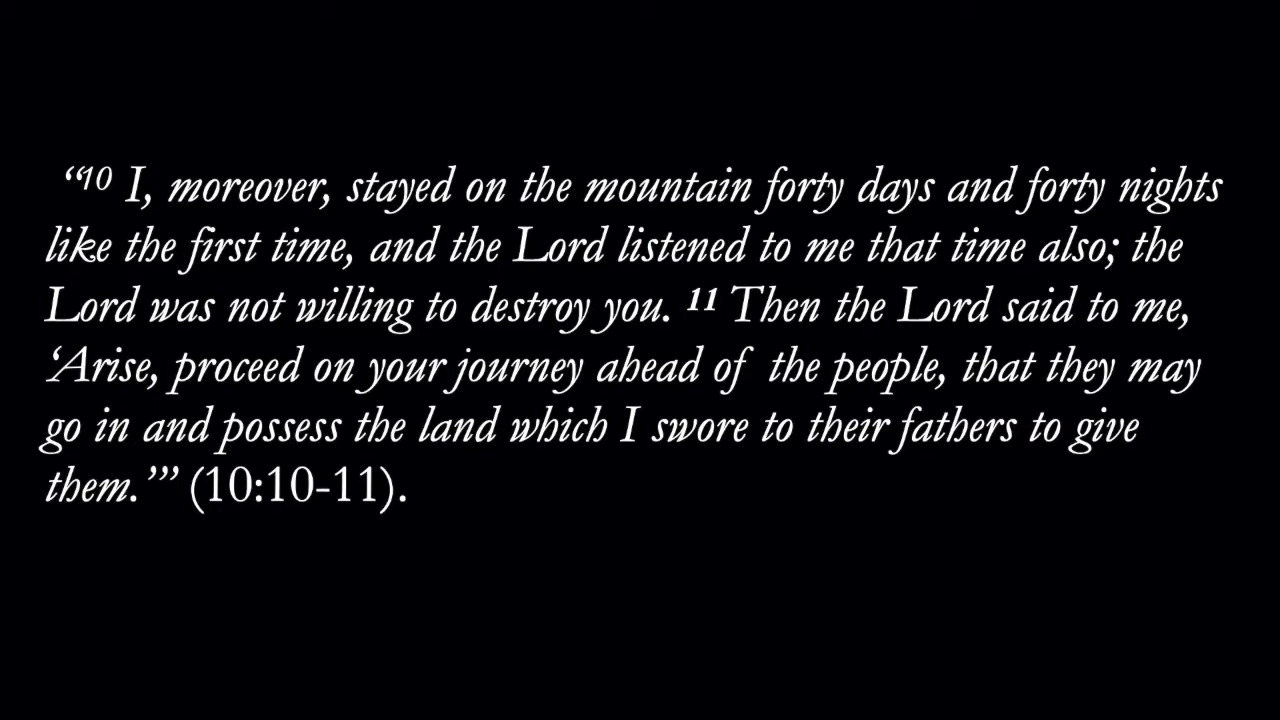 “10 I, moreover, stayed on the mountain forty days and forty nights
like the first time, and the Lord listened to me that time also; the
Lord was not willing to destroy you. 11 Then the Lord said to me,
‘Arise, proceed on your journey ahead of the people, that they may
go in and possess the land which I swore to their fathers to give
them.’” (10:10-11).